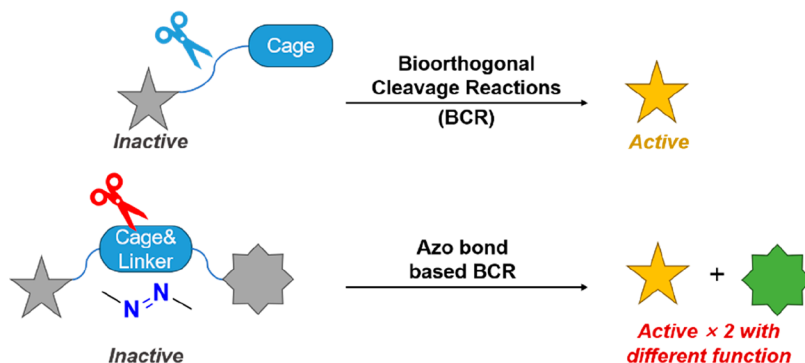 Cage
Bioorthogonal
Cleavage Reactions
(BCR)
Inactive
Active
Cage&
Linker
N=N
Azo bond
based BCR
+
Inactive
Active × 2 with
different function